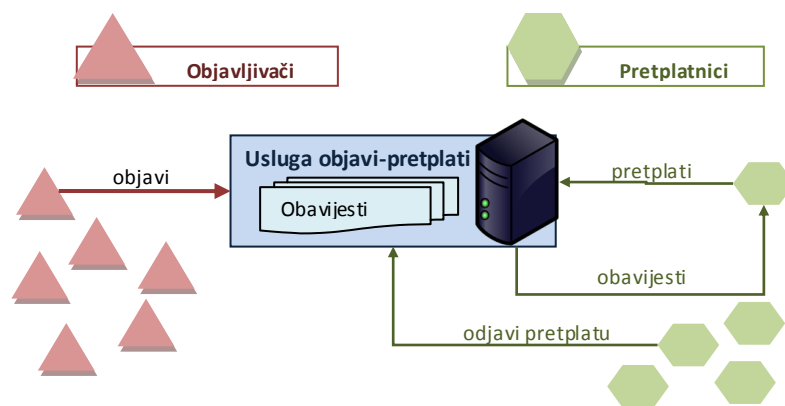 Objavljivači
Pretplatnici
Usluga objavi-pretplati
objavi
Obavijesti
pretplati
obavijesti
odjavi pretplatu